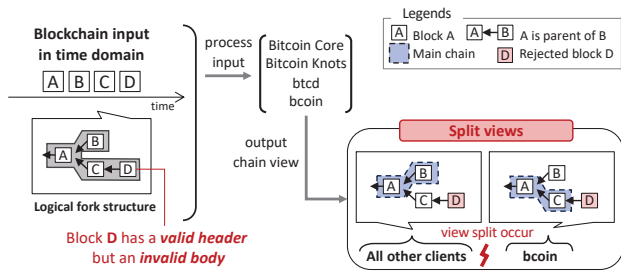 Blockchain input
in time domain
A B C D
time
A
B
C
D
Logical fork structure
Block D has a valid header
but an invalid body
process
input
Bitcoin Core
Bitcoin Knots
btcd
bcoin
output
chain view
Legends
A Block A
A B A is parent of B
Main chain
D Rejected block D
Split views
A
B
C
D
A
B
C
D
view split occur
All other clients
bcoin